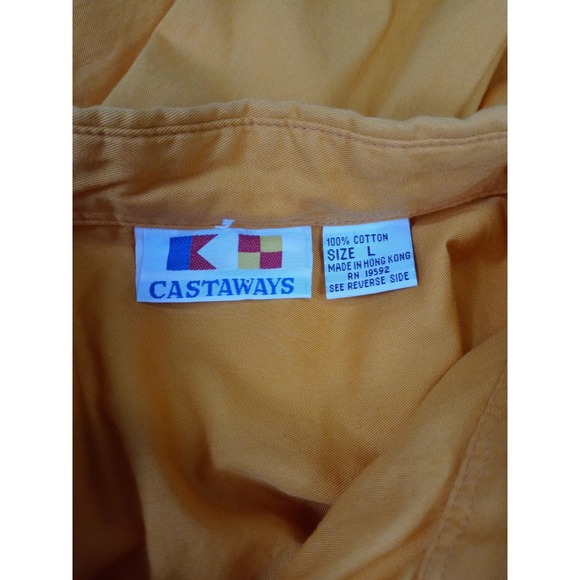 CASTAWAYS
100% COTTON
SIZE L
MADE IN HONG KONG
RN 19592
SEE REVERSE SIDE